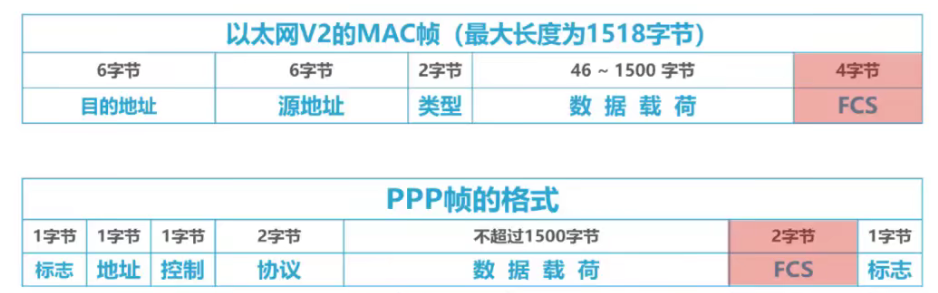 以太网V2的MAC帧（最大长度为1518字节）
6字节 6字节 2字节 46 ~ 1500 字节 4字节
目的地址 源地址 类型 数 据 载 荷 FCS
PPP帧的格式
1字节 1字节 1字节 2字节 不超过1500字节 2字节 1字节
标志 地址 控制 协议 数 据 载 荷 FCS 标志